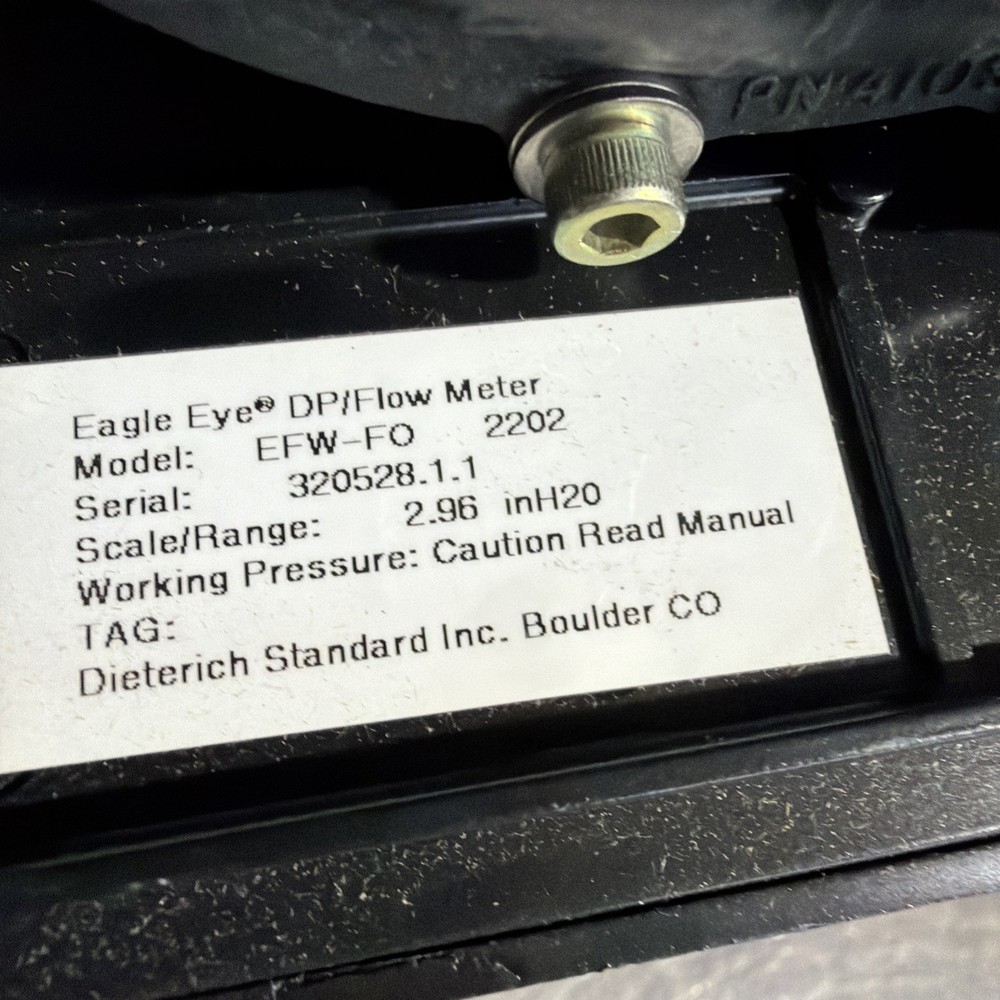 Eagle Eye® DP/Flow Meter
Model: EFW-FO 2202
Serial: 320528.1.1
Scale/Range: 2.96 inH20
Working Pressure: Caution Read Manual
TAG:
Dieterich Standard Inc. Boulder CO